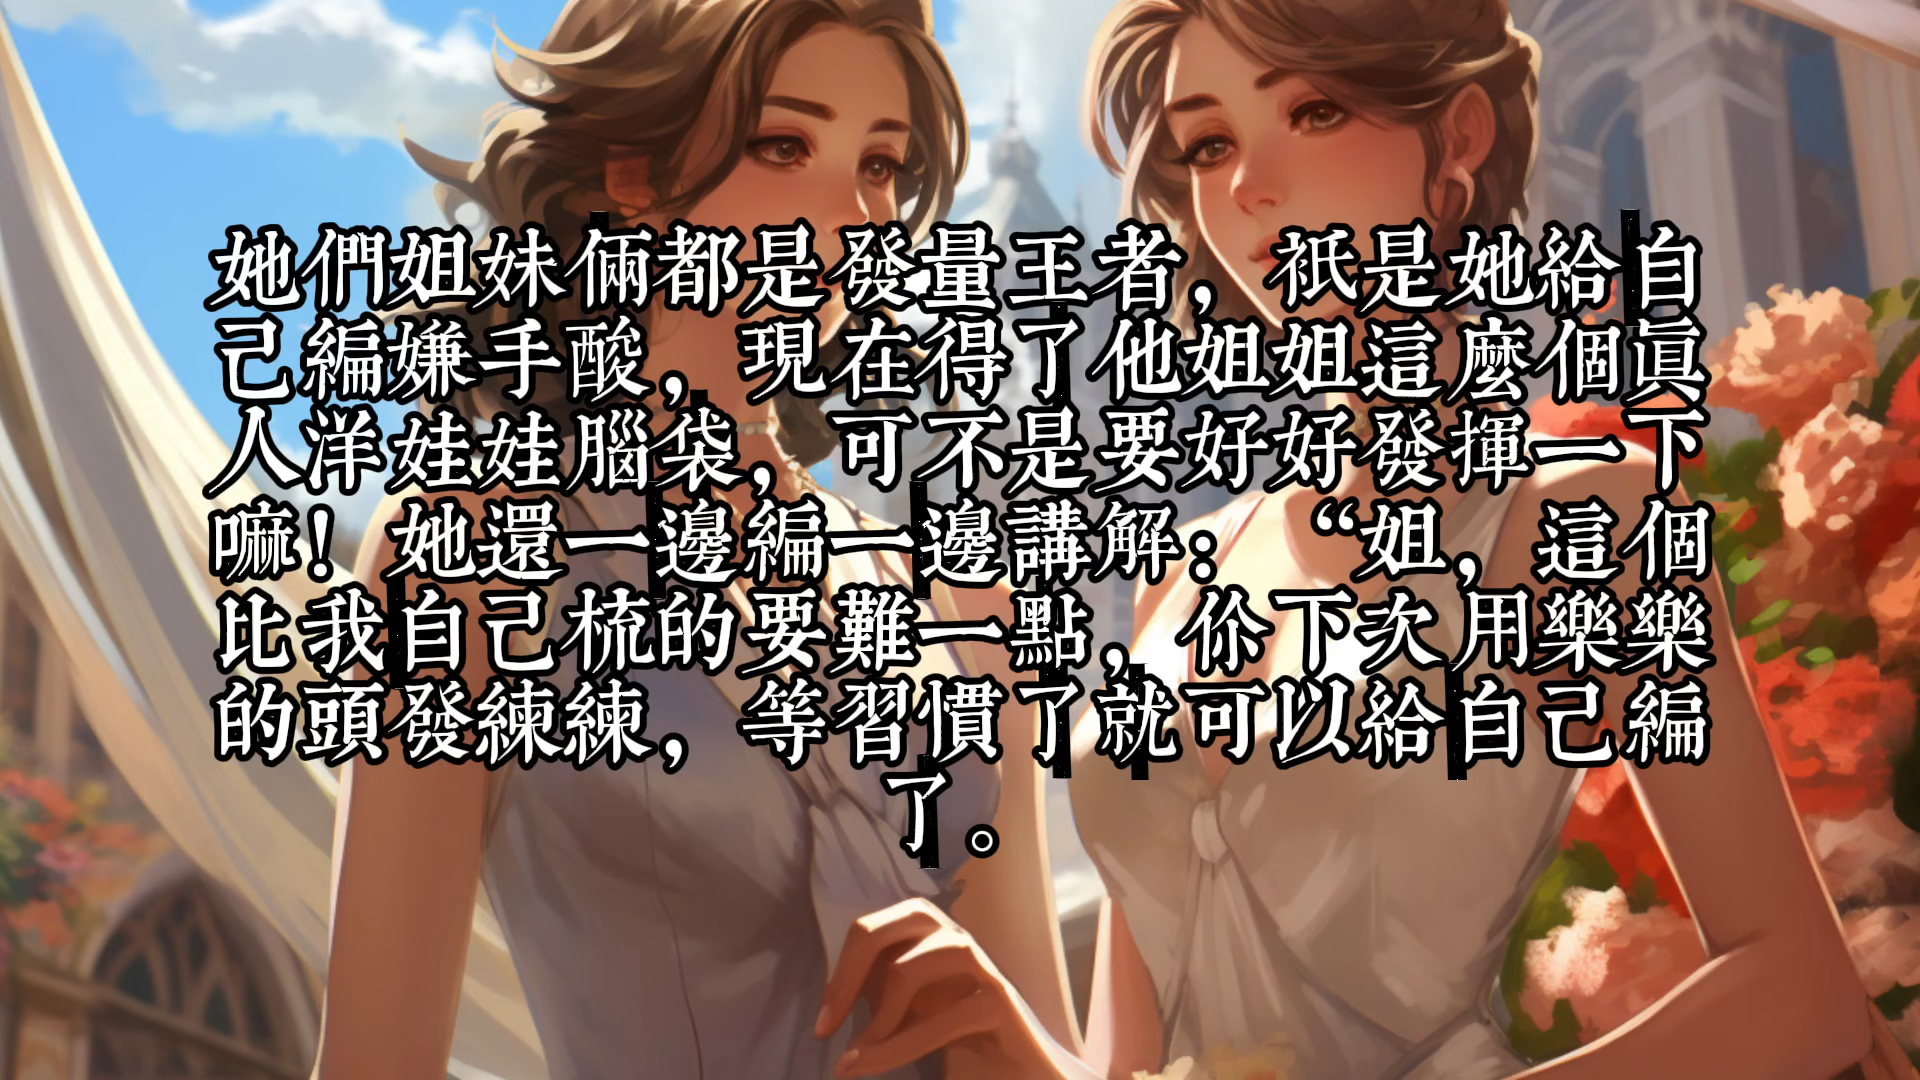 她們姐妹倆都是發量王者，祇是她給自
己編嫌手酸，現在得了他姐姐這麼個眞
人洋娃娃腦袋，可不是要好好發揮一下
嘛！她還一邊編一邊講解：“姐，這個
比我自己梳的要難一點，你下次用樂樂
的頭發練練，等習慣了就可以給自己編
了。